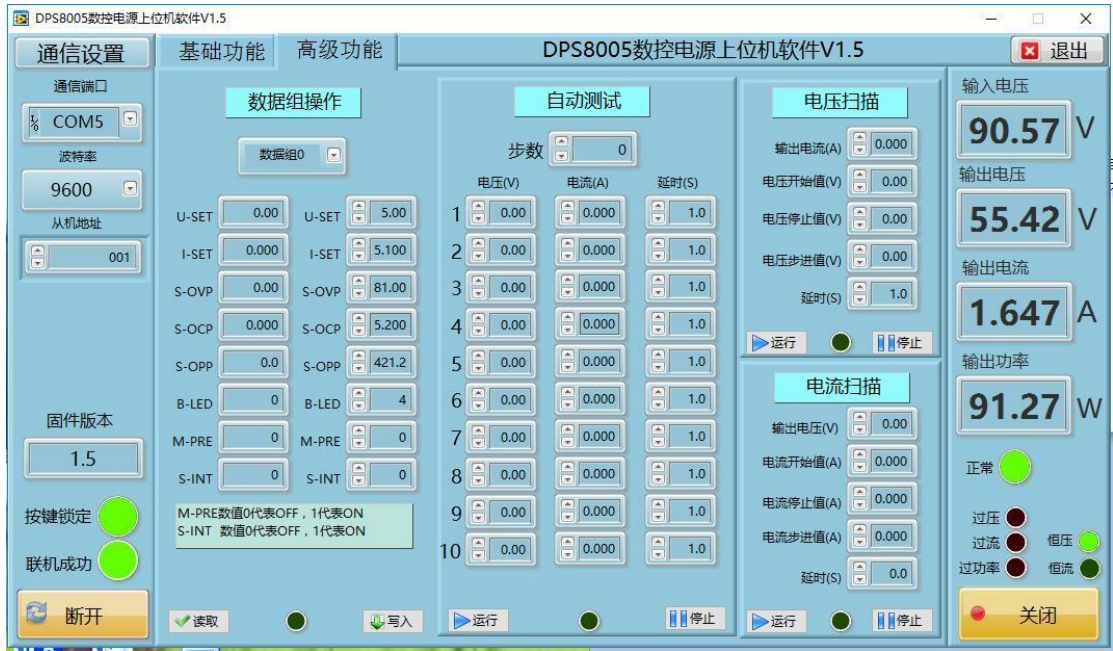 DPS8005数控电源上位机软件V1.5
通信设置
基础功能
高级功能
DPS8005数控电源上位机软件V1.5
退出
通信端口
COM5
波特率
9600
从机地址
001
固件版本
1.5
按键锁定
联机成功
断开
数据组操作
数据组0
U-SET 0.00 U-SET 5.00
I-SET 0.000 I-SET 5.100
S-OVP 0.00 S-OVP 81.00
S-OCP 0.000 S-OCP 5.200
S-OPP 0.0 S-OPP 421.2
B-LED 0 B-LED 4
M-PRE 0 M-PRE 0
S-INT 0 S-INT 0
M-PRE数值0代表OFF，1代表ON
S-INT 数值0代表OFF，1代表ON
读取
写入
自动测试
步数 0
电压(V) 电流(A) 延时(S)
1 0.00 0.000 1.0
2 0.00 0.000 1.0
3 0.00 0.000 1.0
4 0.00 0.000 1.0
5 0.00 0.000 1.0
6 0.00 0.000 1.0
7 0.00 0.000 1.0
8 0.00 0.000 1.0
9 0.00 0.000 1.0
10 0.00 0.000 1.0
运行
停止
电压扫描
输出电流(A) 0.000
电压开始值(V) 0.00
电压停止值(V) 0.00
电压步进值(V) 0.00
延时(S) 1.0
运行
停止
电流扫描
输出电压(V) 0.00
电流开始值(A) 0.000
电流停止值(A) 0.000
电流步进值(A) 0.000
延时(S) 0.0
运行
停止
输入电压
90.57 V
输出电压
55.42 V
输出电流
1.647 A
输出功率
91.27 W
正常
过压
过流 恒压
过功率 恒流
关闭